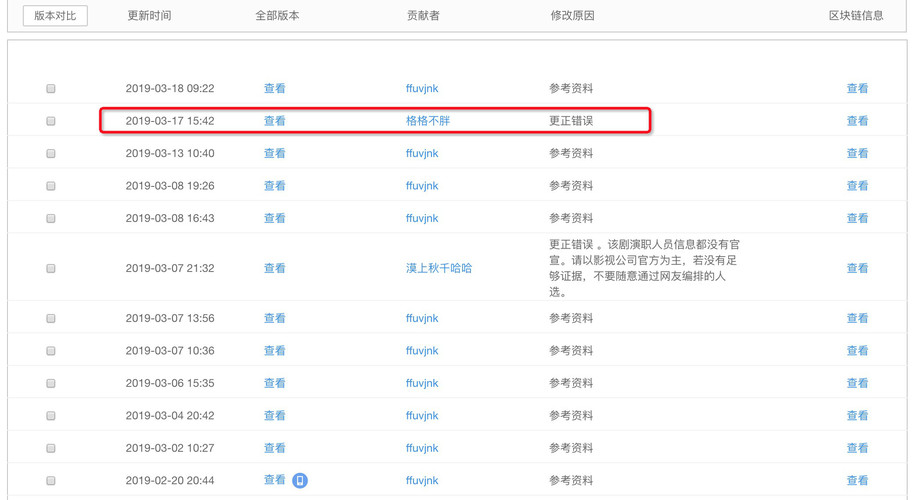 版本对比 更新时间 全部版本 贡献者 修改原因 区块链信息
2019-03-18 09:22 查看 ffuvjnk 参考资料 查看
2019-03-17 15:42 查看 格格不胖 更正错误 查看
2019-03-13 10:40 查看 ffuvjnk 参考资料 查看
2019-03-08 19:26 查看 ffuvjnk 参考资料 查看
2019-03-08 16:43 查看 ffuvjnk 参考资料 查看
更正错误 。该剧演职人员信息都没有官
宣。请以影视公司官方为主，若没有足
2019-03-07 21:32 查看 漠上秋千哈哈 查看
够证据，不要随意通过网友编排的人
选。
2019-03-07 13:56 查看 ffuvjnk 参考资料 查看
2019-03-07 10:36 查看 ffuvjnk 参考资料 查看
2019-03-06 15:35 查看 ffuvjnk 参考资料 查看
2019-03-04 20:42 查看 ffuvjnk 参考资料 查看
2019-03-02 10:27 查看 ffuvjnk 参考资料 查看
2019-02-20 20:44 查看 ffuvjnk 参考资料 查看